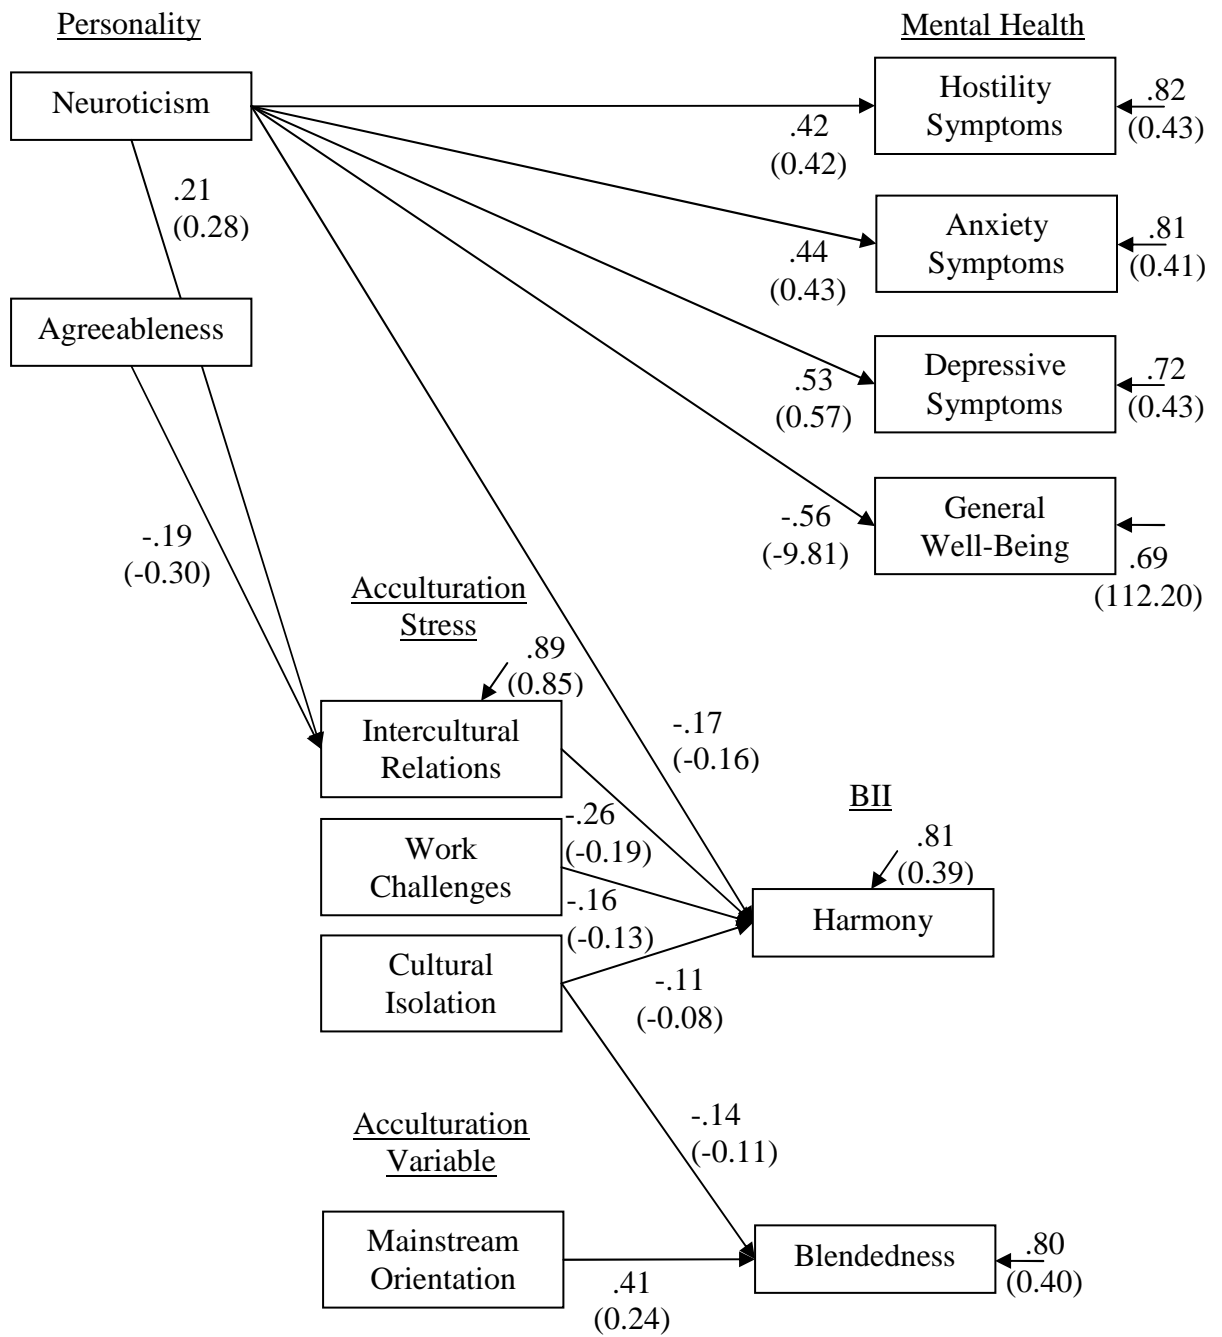 Personality
Mental Health
Neuroticism
Hostility
Symptoms
.82
(0.43)
.42
(0.42)
.21
(0.28)
Anxiety
Symptoms
.81
(0.41)
.44
(0.43)
Agreeableness
Depressive
Symptoms
.72
(0.43)
.53
(0.57)
General
Well-Being
-.56
(-9.81)
.69
(112.20)
-.19
(-0.30)
Acculturation
Stress
.89
(0.85)
Intercultural
Relations
-.17
(-0.16)
BII
-.26
(-0.19)
.81
(0.39)
Work
Challenges
-.16
(-0.13)
Harmony
Cultural
Isolation
-.11
(-0.08)
-.14
(-0.11)
Acculturation
Variable
Mainstream
Orientation
.41
(0.24)
Blendedness
.80
(0.40)